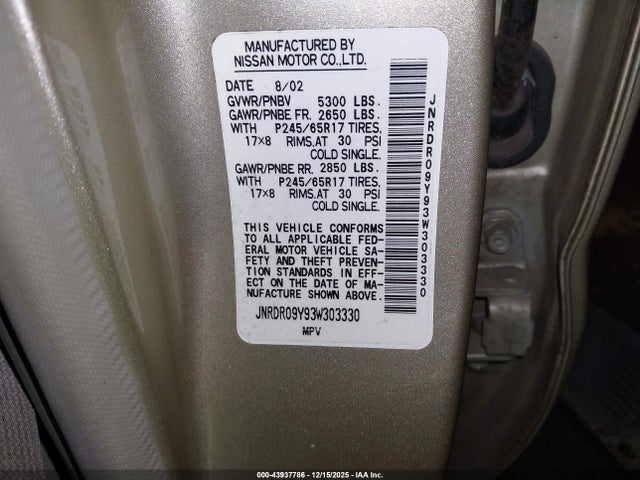 MANUFACTURED BY
NISSAN MOTOR CO.,LTD.
DATE 8/02
GVWR/PNBV 5300 LBS.
GAWR/PNBE FR. 2650 LBS.
WITH P245/65R17 TIRES,
17×8 RIMS.AT 30 PSI
COLD SINGLE.
GAWR/PNBE RR. 2850 LBS.
WITH P245/65R17 TIRES,
17×8 RIMS.AT 30 PSI
COLD SINGLE.
THIS VEHICLE CONFORMS
TO ALL APPLICABLE FED-
ERAL MOTOR VEHICLE SA-
FETY AND THEFT PREVEN-
TION STANDARDS IN EFF-
ECT ON THE DATE OF MA-
NUFACTURE SHOWN ABOVE.
JNRDR09Y93W303330
MPV
JNRDR09Y93W303330
000-43937786 - 12/15/2025 - IAA Inc.